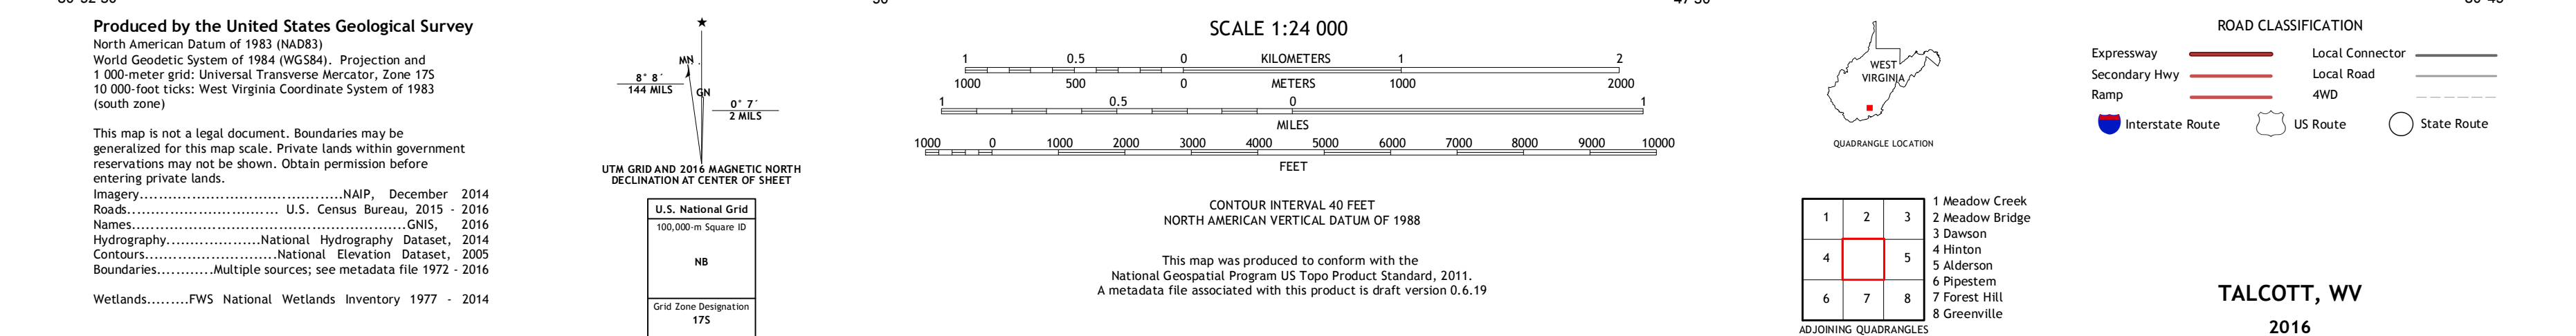 Produced by the United States Geological Survey
North American Datum of 1983 (NAD83)
World Geodetic System of 1984 (WGS84). Projection and
1 000-meter grid: Universal Transverse Mercator, Zone 17S
10 000-foot ticks: West Virginia Coordinate System of 1983
(south zone)
This map is not a legal document. Boundaries may be
generalized for this map scale. Private lands within government
reservations may not be shown. Obtain permission before
entering private lands.
Imagery............................................NAIP, December 2014
Roads............................... U.S. Census Bureau, 2015 - 2016
Names............................................................GNIS, 2016
Hydrography....................National Hydrography Dataset, 2014
Contours............................National Elevation Dataset, 2005
Boundaries...........Multiple sources; see metadata file 1972 - 2016
Wetlands.........FWS National Wetlands Inventory 1977 - 2014
MN
8° 8´
144 MILS
GN
0° 7´
2 MILS
UTM GRID AND 2016 MAGNETIC NORTH
DECLINATION AT CENTER OF SHEET
U.S. National Grid
100,000-m Square ID
NB
Grid Zone Designation
17S
SCALE 1:24 000
1 0.5 0 KILOMETERS 1 2
1000 500 0 METERS 1000 2000
1 0.5 0 1
MILES
1000 0 1000 2000 3000 4000 5000 6000 7000 8000 9000 10000
FEET
CONTOUR INTERVAL 40 FEET
NORTH AMERICAN VERTICAL DATUM OF 1988
This map was produced to conform with the
National Geospatial Program US Topo Product Standard, 2011.
A metadata file associated with this product is draft version 0.6.19
WEST
VIRGINIA
QUADRANGLE LOCATION
1 2 3
4 5
6 7 8
ADJOINING QUADRANGLES
1 Meadow Creek
2 Meadow Bridge
3 Dawson
4 Hinton
5 Alderson
6 Pipestem
7 Forest Hill
8 Greenville
ROAD CLASSIFICATION
Expressway Local Connector
Secondary Hwy Local Road
Ramp 4WD
Interstate Route US Route State Route
TALCOTT, WV
2016